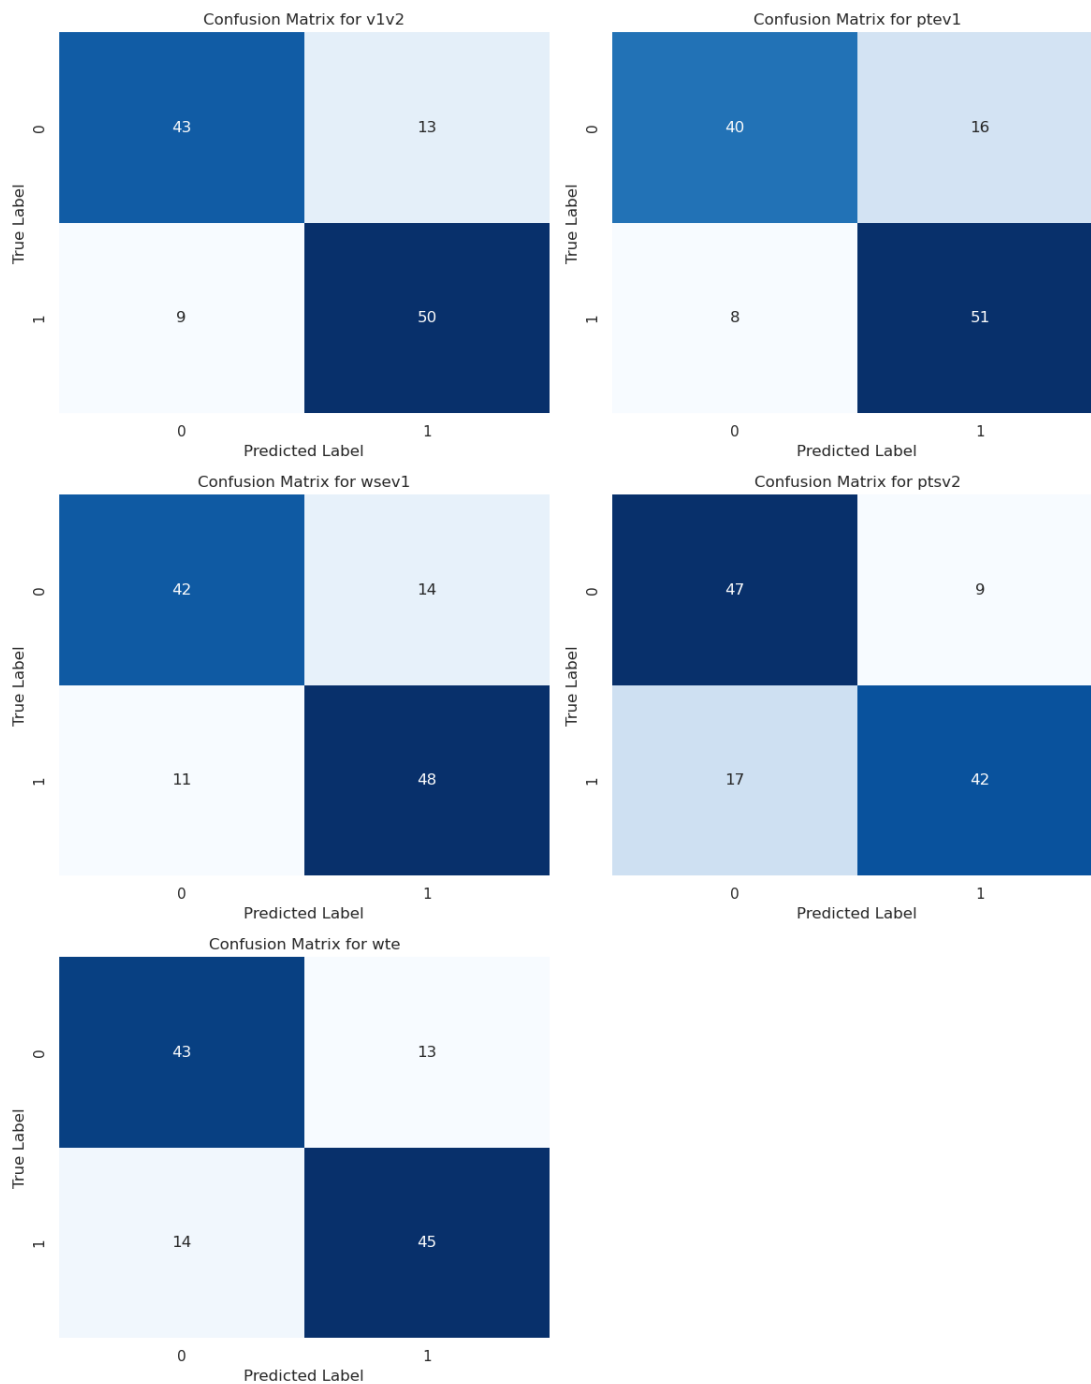 Confusion Matrix for v1v2
True Label
0
43
13
1
9
50
0
1
Predicted Label
Confusion Matrix for ptev1
True Label
0
40
16
1
8
51
0
1
Predicted Label
Confusion Matrix for wsev1
True Label
0
42
14
1
11
48
0
1
Predicted Label
Confusion Matrix for ptsv2
True Label
0
47
9
1
17
42
0
1
Predicted Label
Confusion Matrix for wte
True Label
0
43
13
1
14
45
0
1
Predicted Label